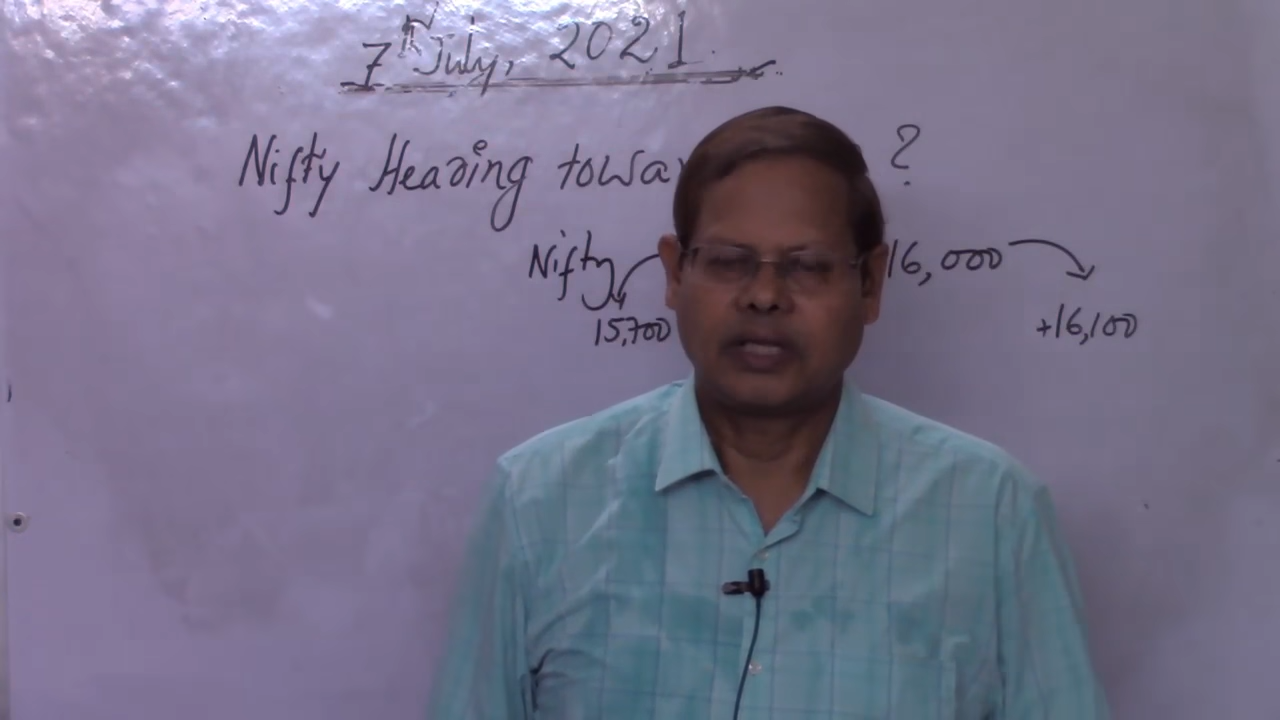 7th July, 2021.
Nifty Heading towa ?
Nifty 16,000
15,700 +16,100